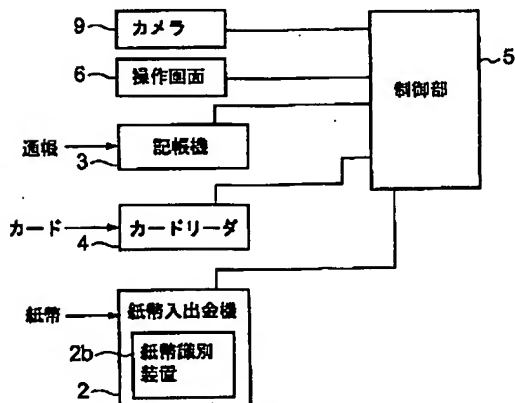 9 カメラ
6 操作画面
制御部 5
通帳 記帳機
3
カード カードリーダ
4
紙幣 紙幣入出金機
2b 紙幣識別
装置
2